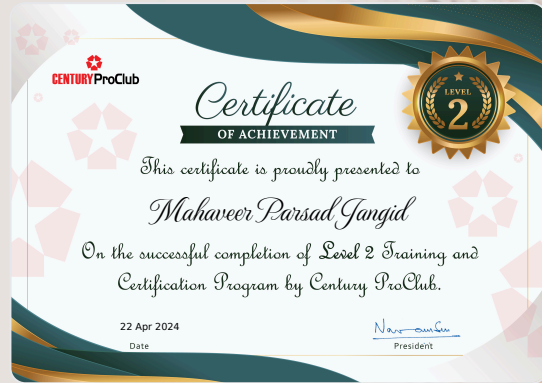 CENTURY ProClub
LEVEL
2
Certificate
OF ACHIEVEMENT
This certificate is proudly presented to
Mahaveer Parsad Jangid
On the successful completion of Level 2 Training and
Certification Program by Century ProClub.
22 Apr 2024
Date
President